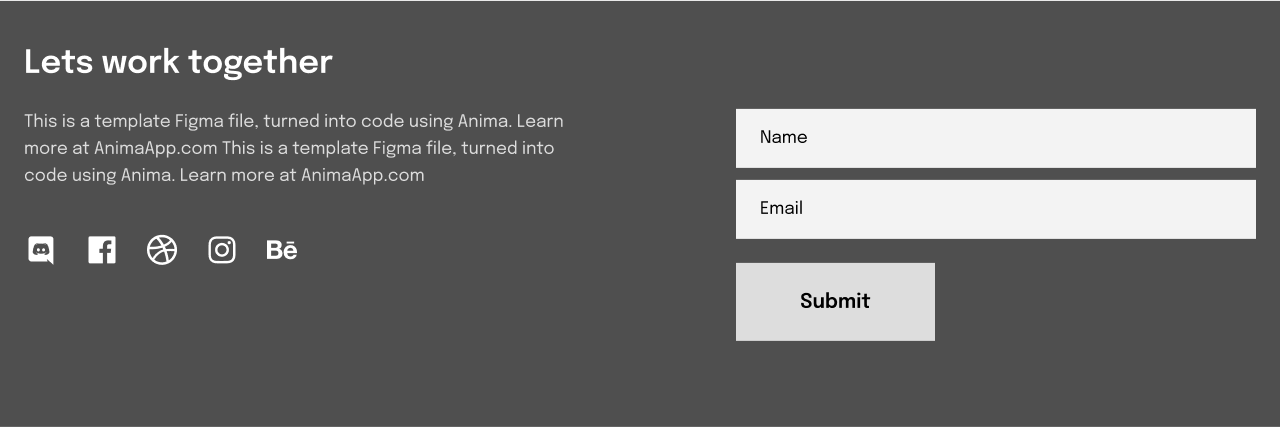 Lets work together
This is a template Figma file, turned into code using Anima. Learn
more at AnimaApp.com This is a template Figma file, turned into
code using Anima. Learn more at AnimaApp.com
Bē
Name
Email
Submit